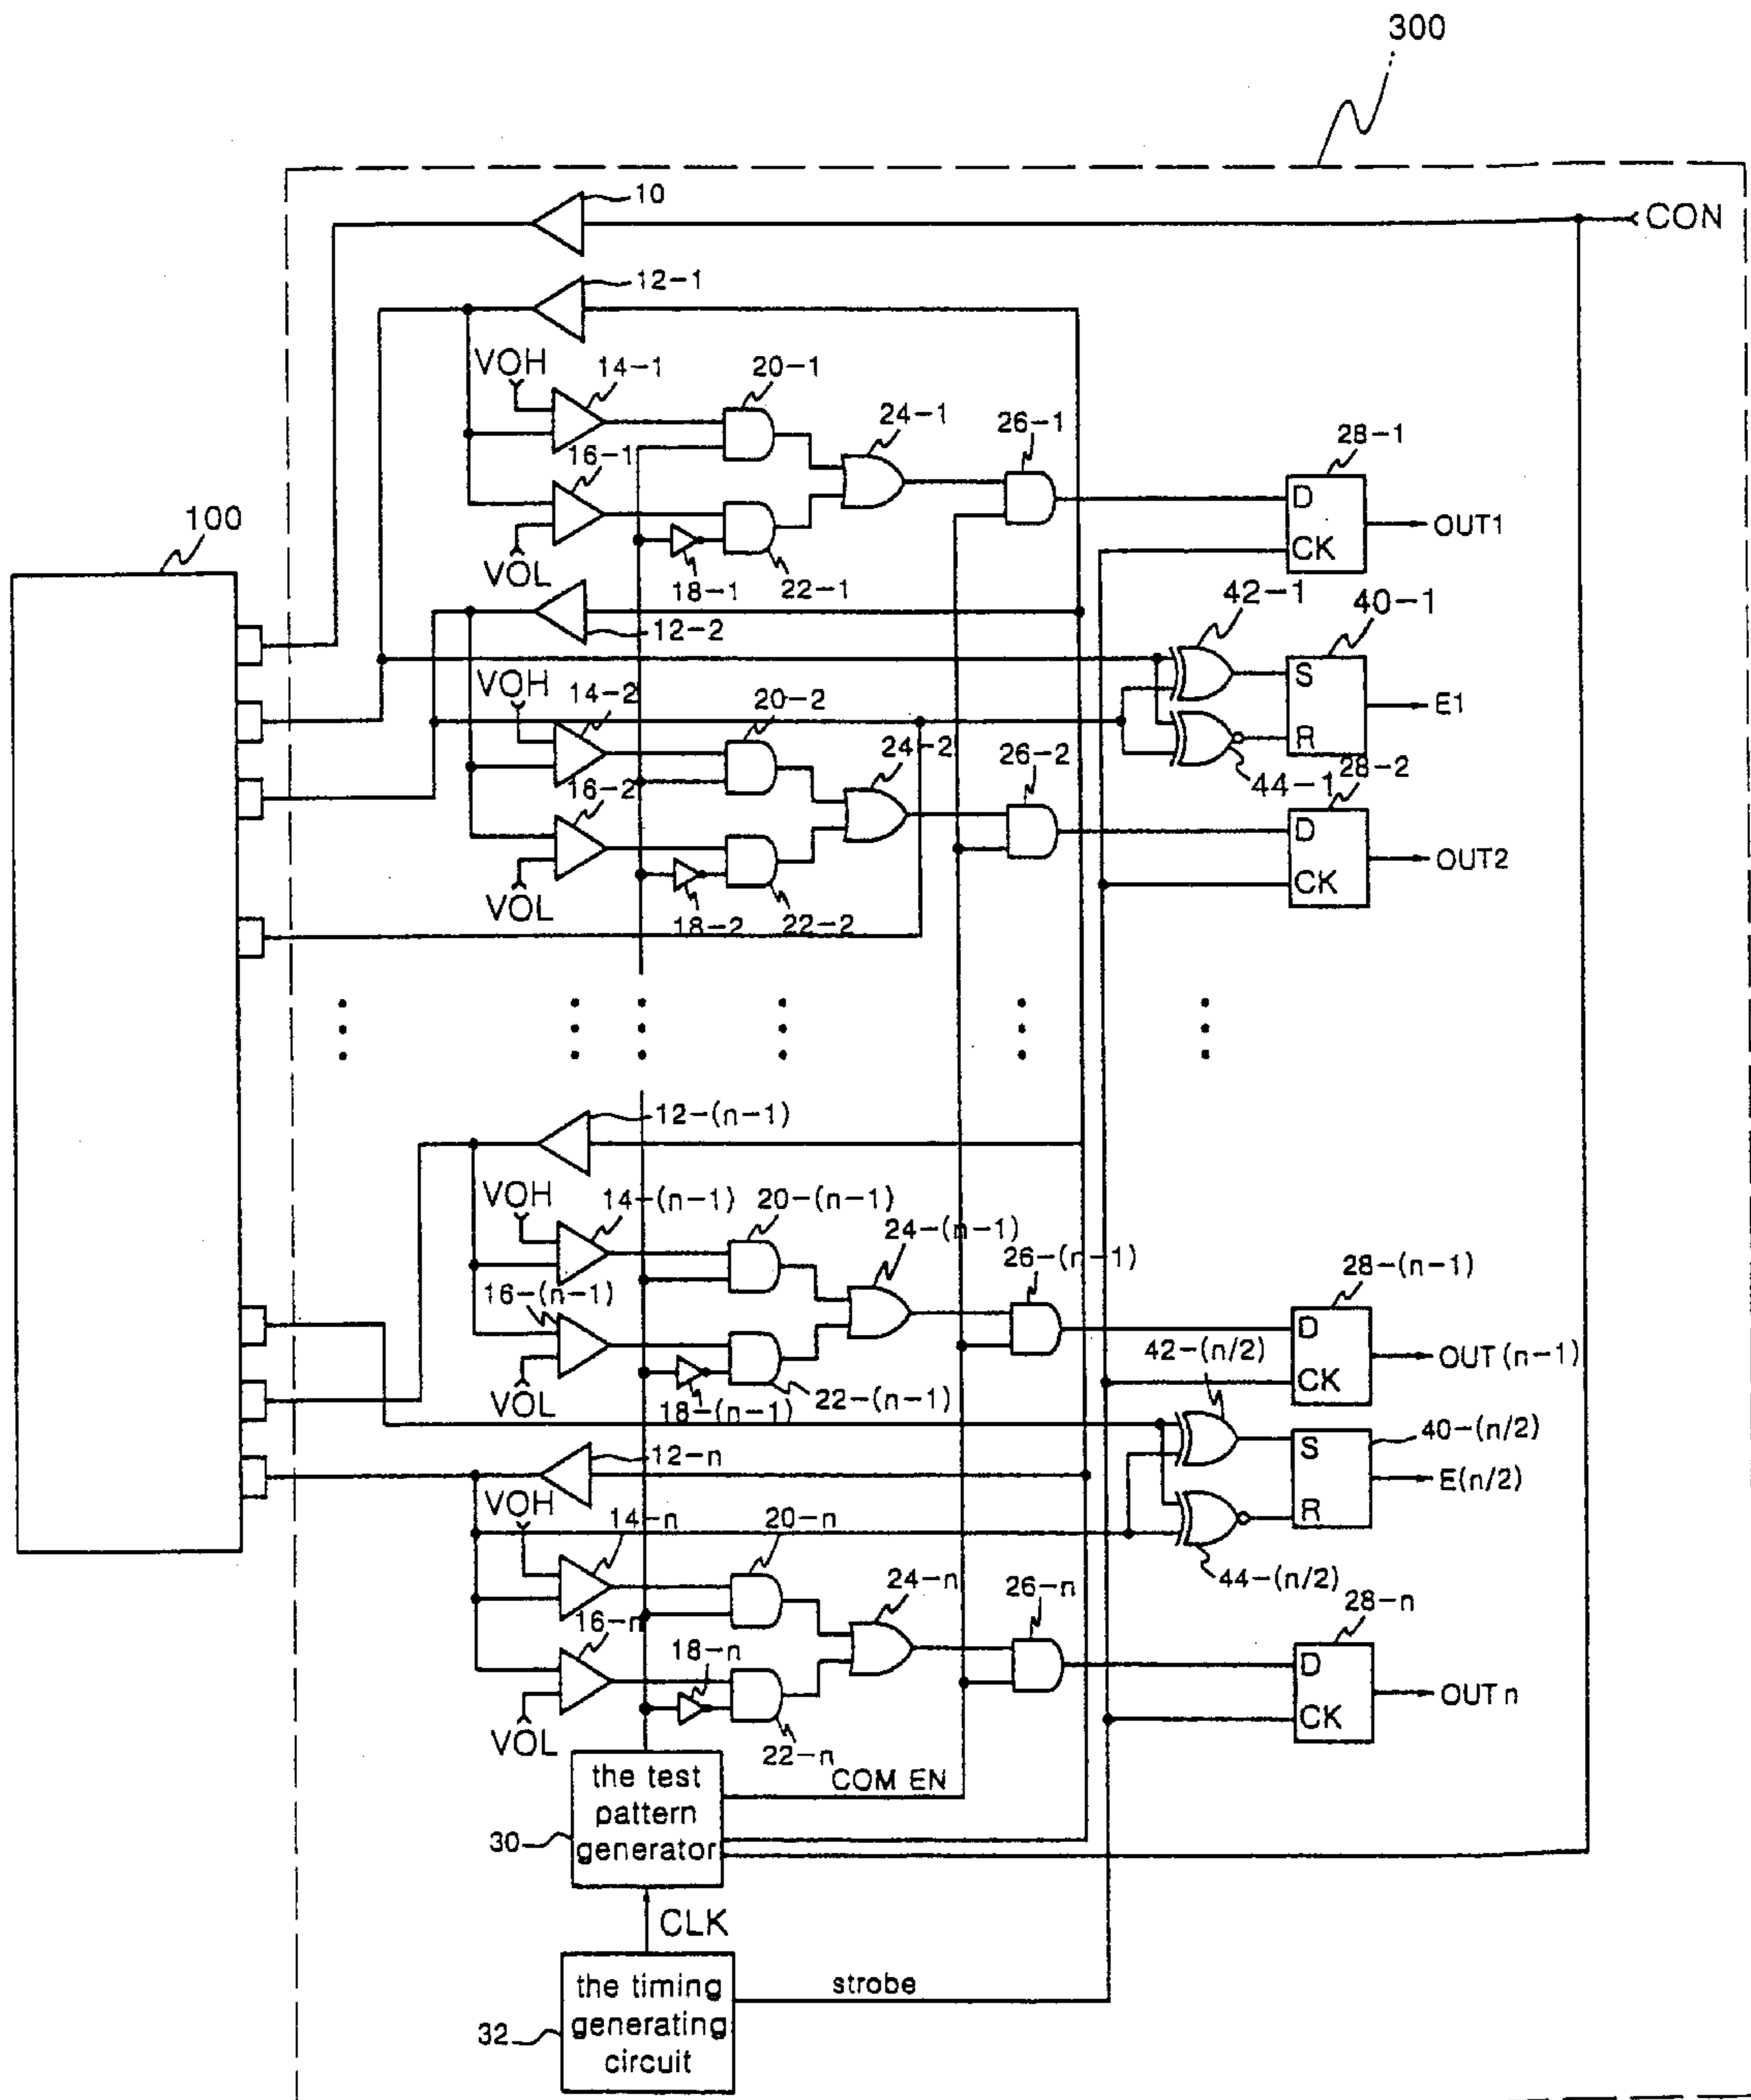 300
10
CON
12-1
VOH
14-1
20-1
24-1
26-1
28-1
16-1
D
100
OUT1
CK
VOL
18-1
22-1
42-1
40-1
12-2
VOH
14-2
20-2
S
E1
24-2
26-2
R
44-1
28-2
16-2
D
OUT2
CK
VOL
18-2
22-2
12-(n-1)
VOH
14-(n-1)
20-(n-1)
24-(n-1)
26-(n-1)
28-(n-1)
16-(n-1)
D
42-(n/2)
OUT(n-1)
CK
VOL
18-(n-1)
22-(n-1)
40-(n/2)
12-n
S
E(n/2)
VOH
R
14-n
20-n
44-(n/2)
24-n
26-n
28-n
16-n
18-n
D
OUTn
CK
VOL
22-n
COM EN
the test
pattern
generator
30
CLK
the timing
generating
circuit
strobe
32